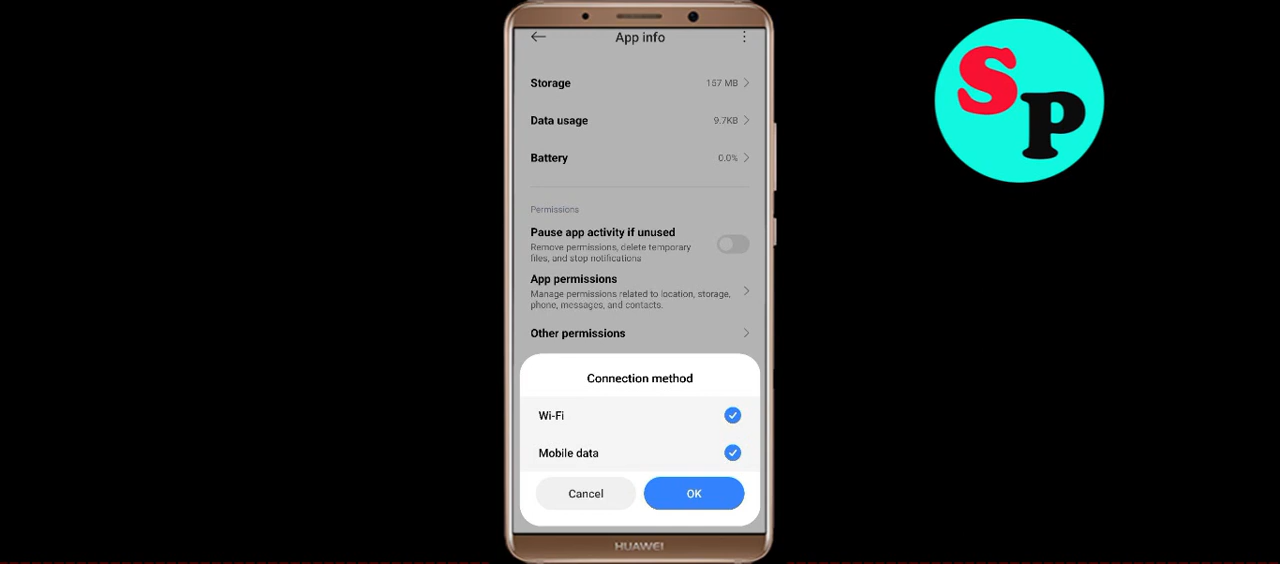 App info
Storage
157 MB
Data usage
9.7KB
Battery
0.0%
Permissions
Pause app activity if unused
Remove permissions, delete temporary
files, and stop notifications
App permissions
Manage permissions related to location, storage,
phone, messages, and contacts.
Other permissions
Connection method
Wi-Fi
Mobile data
Cancel
OK
HUAWEI
SP